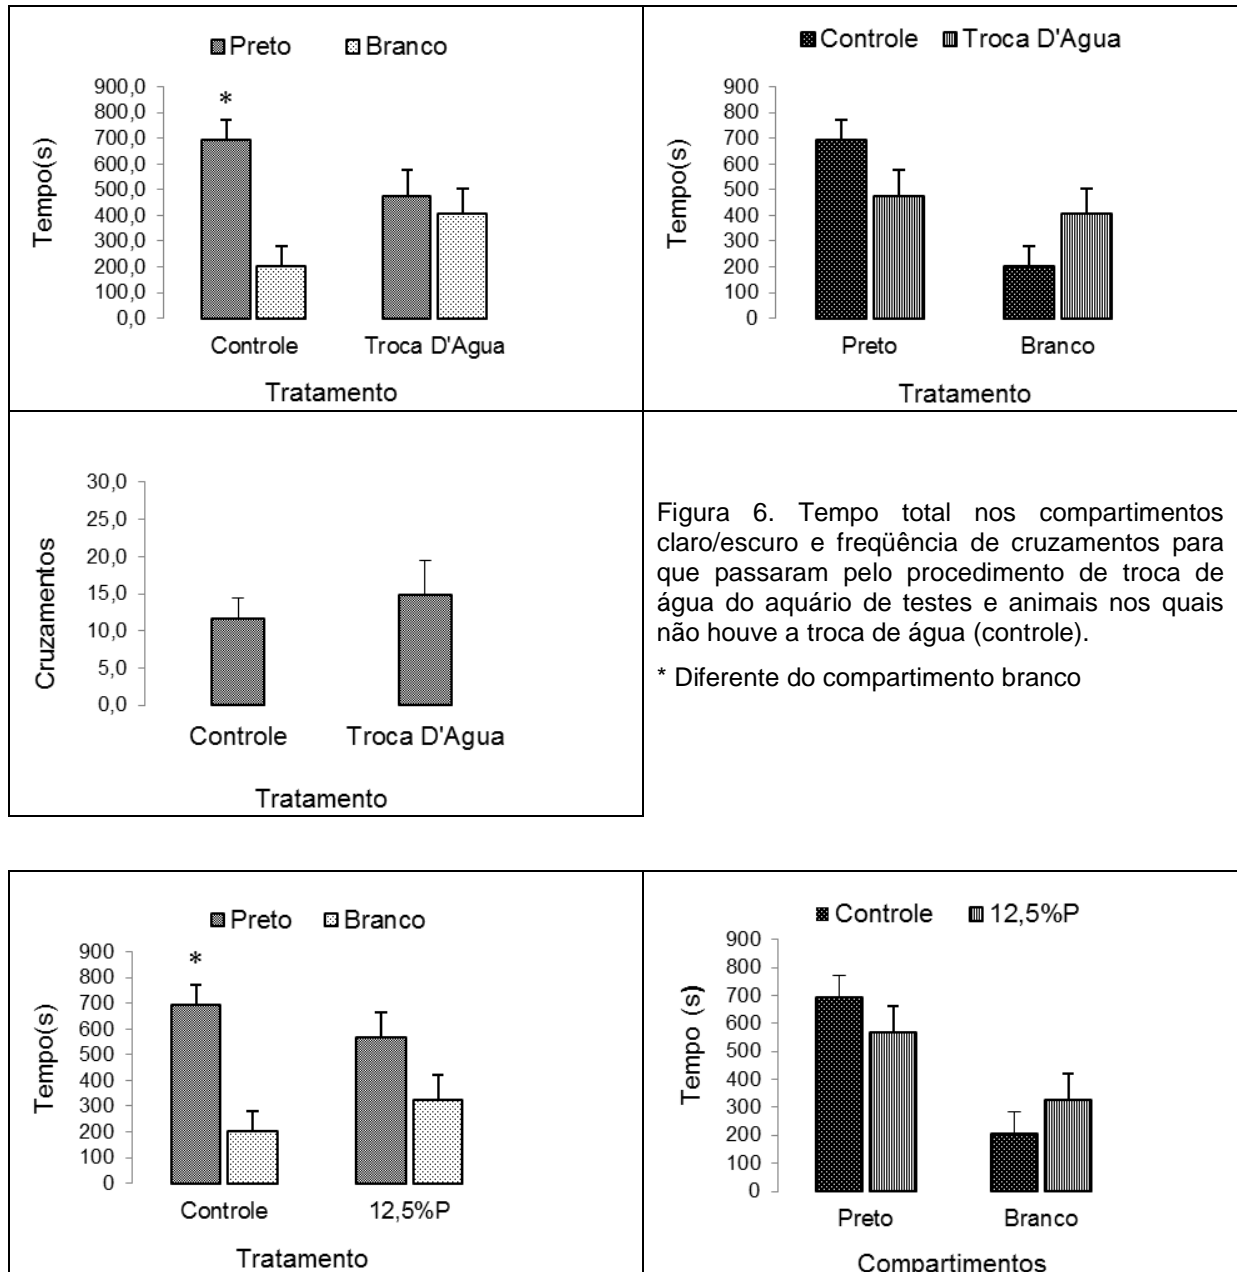 Preto Branco
900,0
800,0
700,0
600,0
500,0
400,0
300,0
200,0
100,0
0,0
Tempo(s)
*
Controle Troca D'Agua
Tratamento
Controle Troca D'Agua
900
800
700
600
500
400
300
200
100
0
Tempo(s)
Preto Branco
Tratamento
30,0
25,0
20,0
15,0
10,0
5,0
0,0
Cruzamentos
Controle Troca D'Agua
Tratamento
Figura 6. Tempo total nos compartimentos
claro/escuro e freqüência de cruzamentos para
que passaram pelo procedimento de troca de
água do aquário de testes e animais nos quais
não houve a troca de água (controle).
* Diferente do compartimento branco
Preto Branco
900
800
700
600
500
400
300
200
100
0
Tempo(s)
*
Controle 12,5%P
Tratamento
Controle 12,5%P
900
800
700
600
500
400
300
200
100
0
Tempo (s)
Preto Branco
Compartimentos